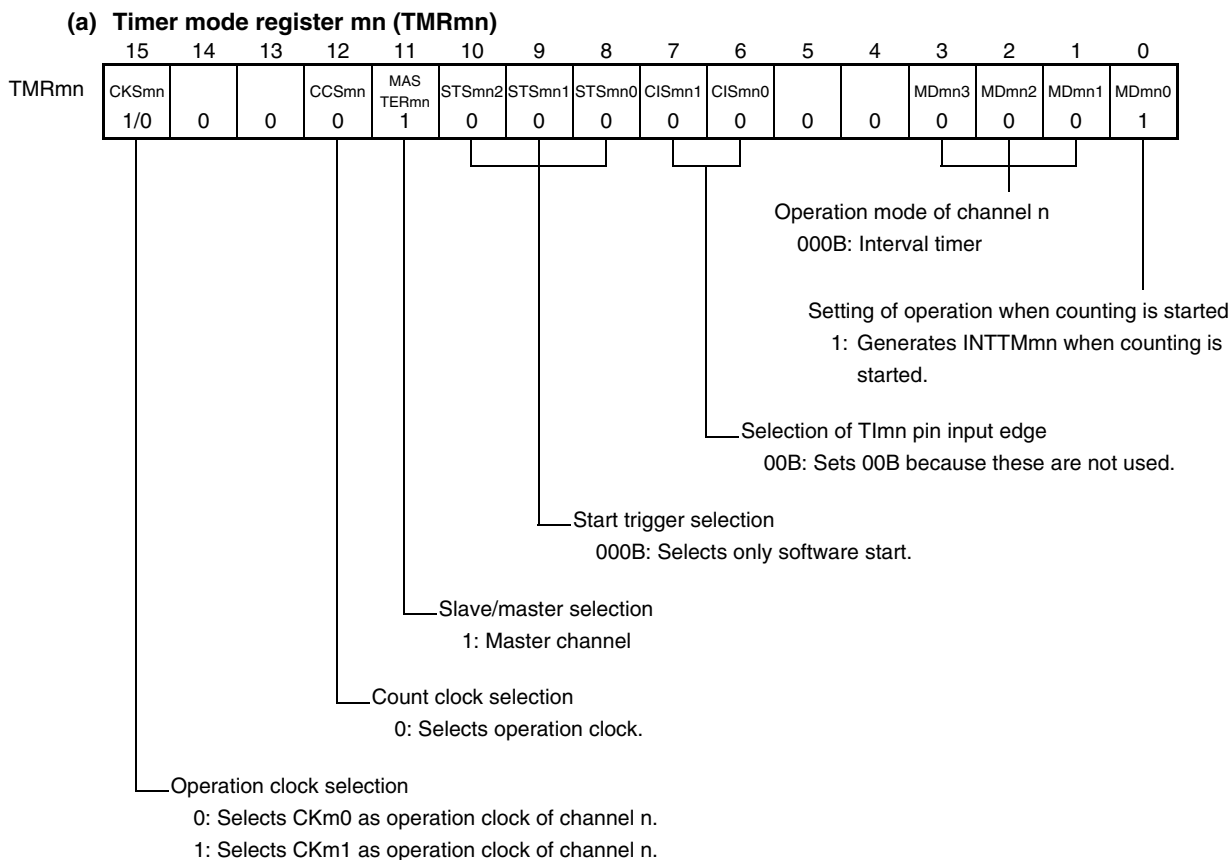 (a) Timer mode register mn (TMRmn)
15 14 13 12 11 10 9 8 7 6 5 4 3 2 1 0
TMRmn CKSmn CCSmn MAS TERmn STSmn2 STSmn1 STSmn0 CISmn1 CISmn0 MDmn3 MDmn2 MDmn1 MDmn0
1/0 0 0 0 1 0 0 0 0 0 0 0 0 0 0 1
Operation mode of channel n
000B: Interval timer
Setting of operation when counting is started
1: Generates INTTMmn when counting is
started.
Selection of TImn pin input edge
00B: Sets 00B because these are not used.
Start trigger selection
000B: Selects only software start.
Slave/master selection
1: Master channel
Count clock selection
0: Selects operation clock.
Operation clock selection
0: Selects CKm0 as operation clock of channel n.
1: Selects CKm1 as operation clock of channel n.